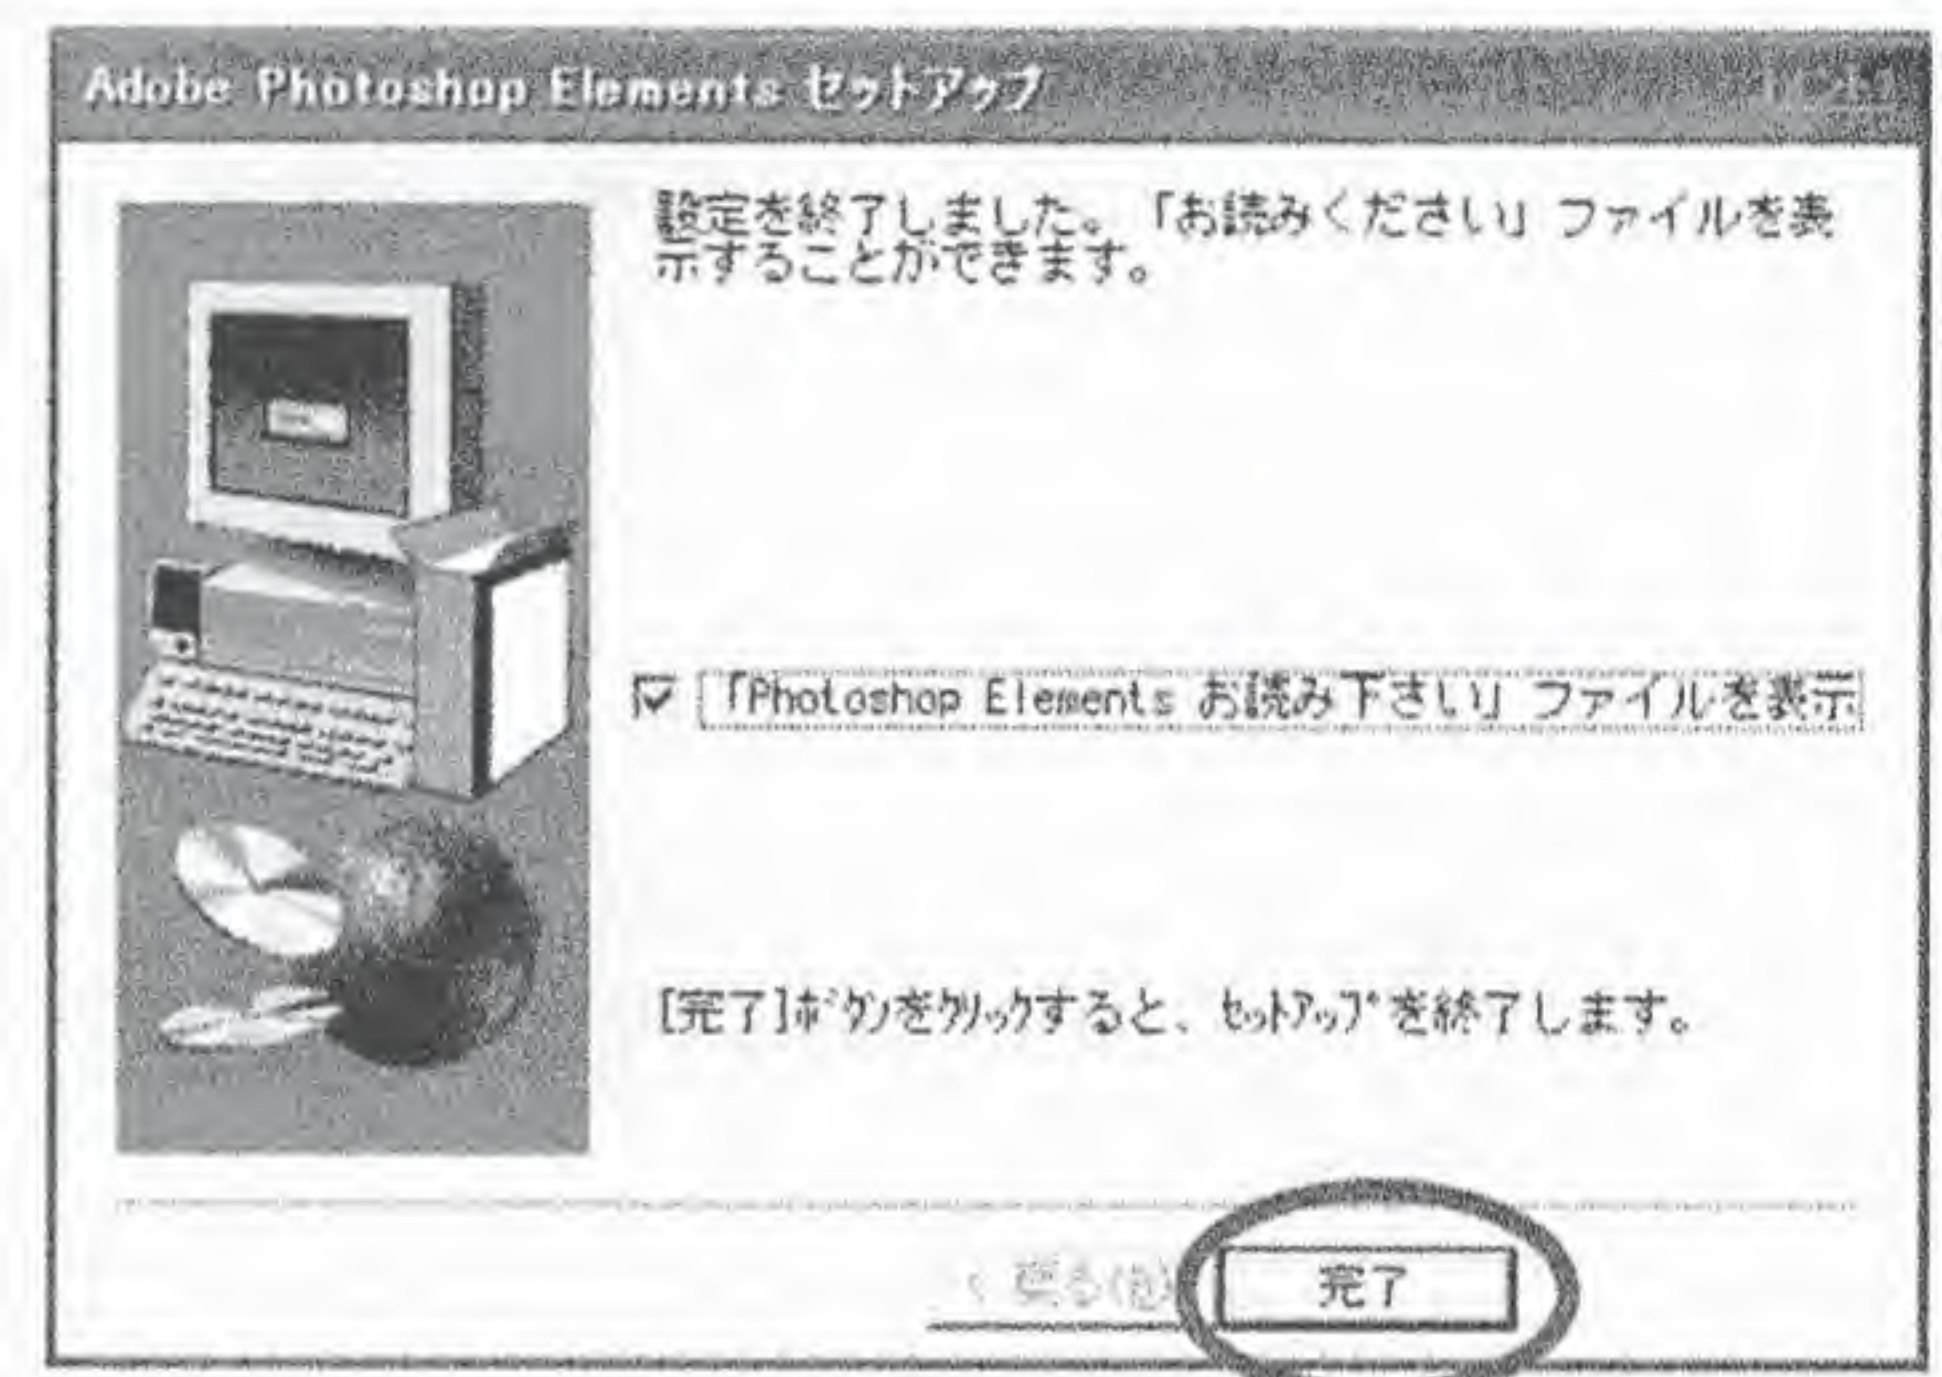 Adobe Photoshop Elements セットアップ
設定を終了しました。「お読みください」ファイルを表
示することができます。
「Photoshop Elements お読み下さい」ファイルを表示
[完了]ボタンをクリックすると、セットアップを終了します。
< 戻る(B)
完了